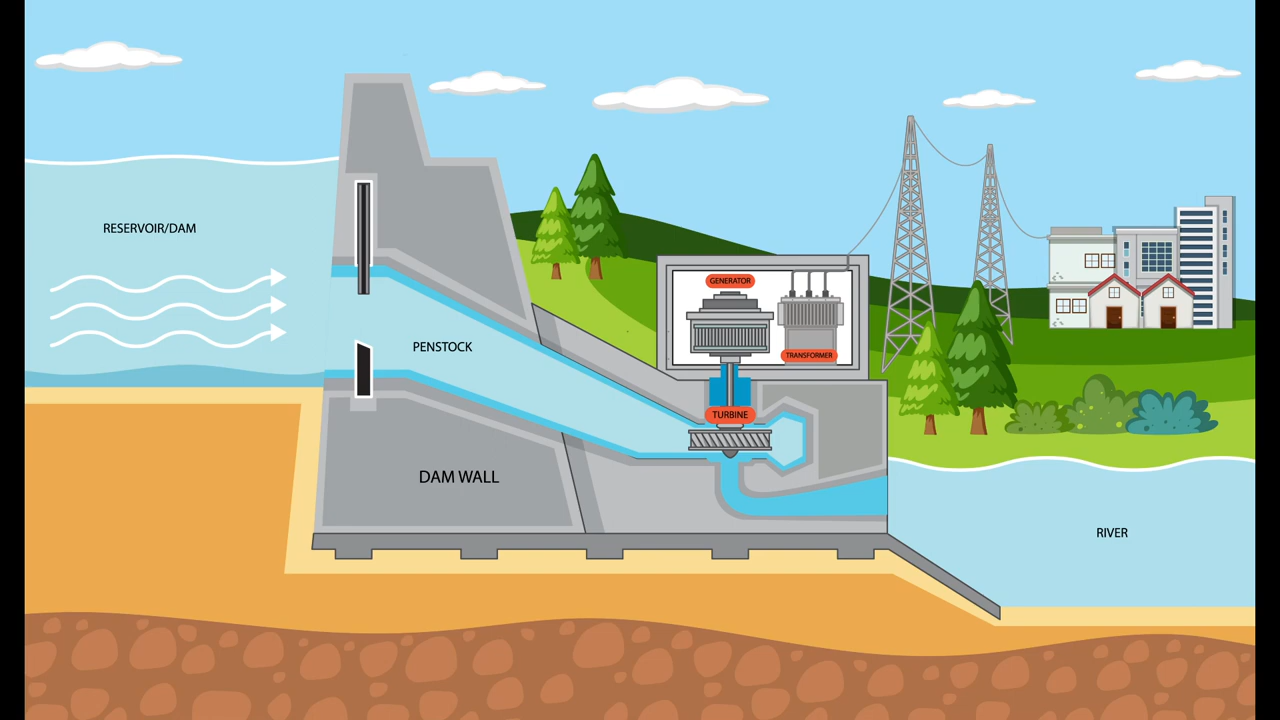 RESERVOIR/DAM
GENERATOR
PENSTOCK
TRANSFORMER
TURBINE
DAM WALL
RIVER